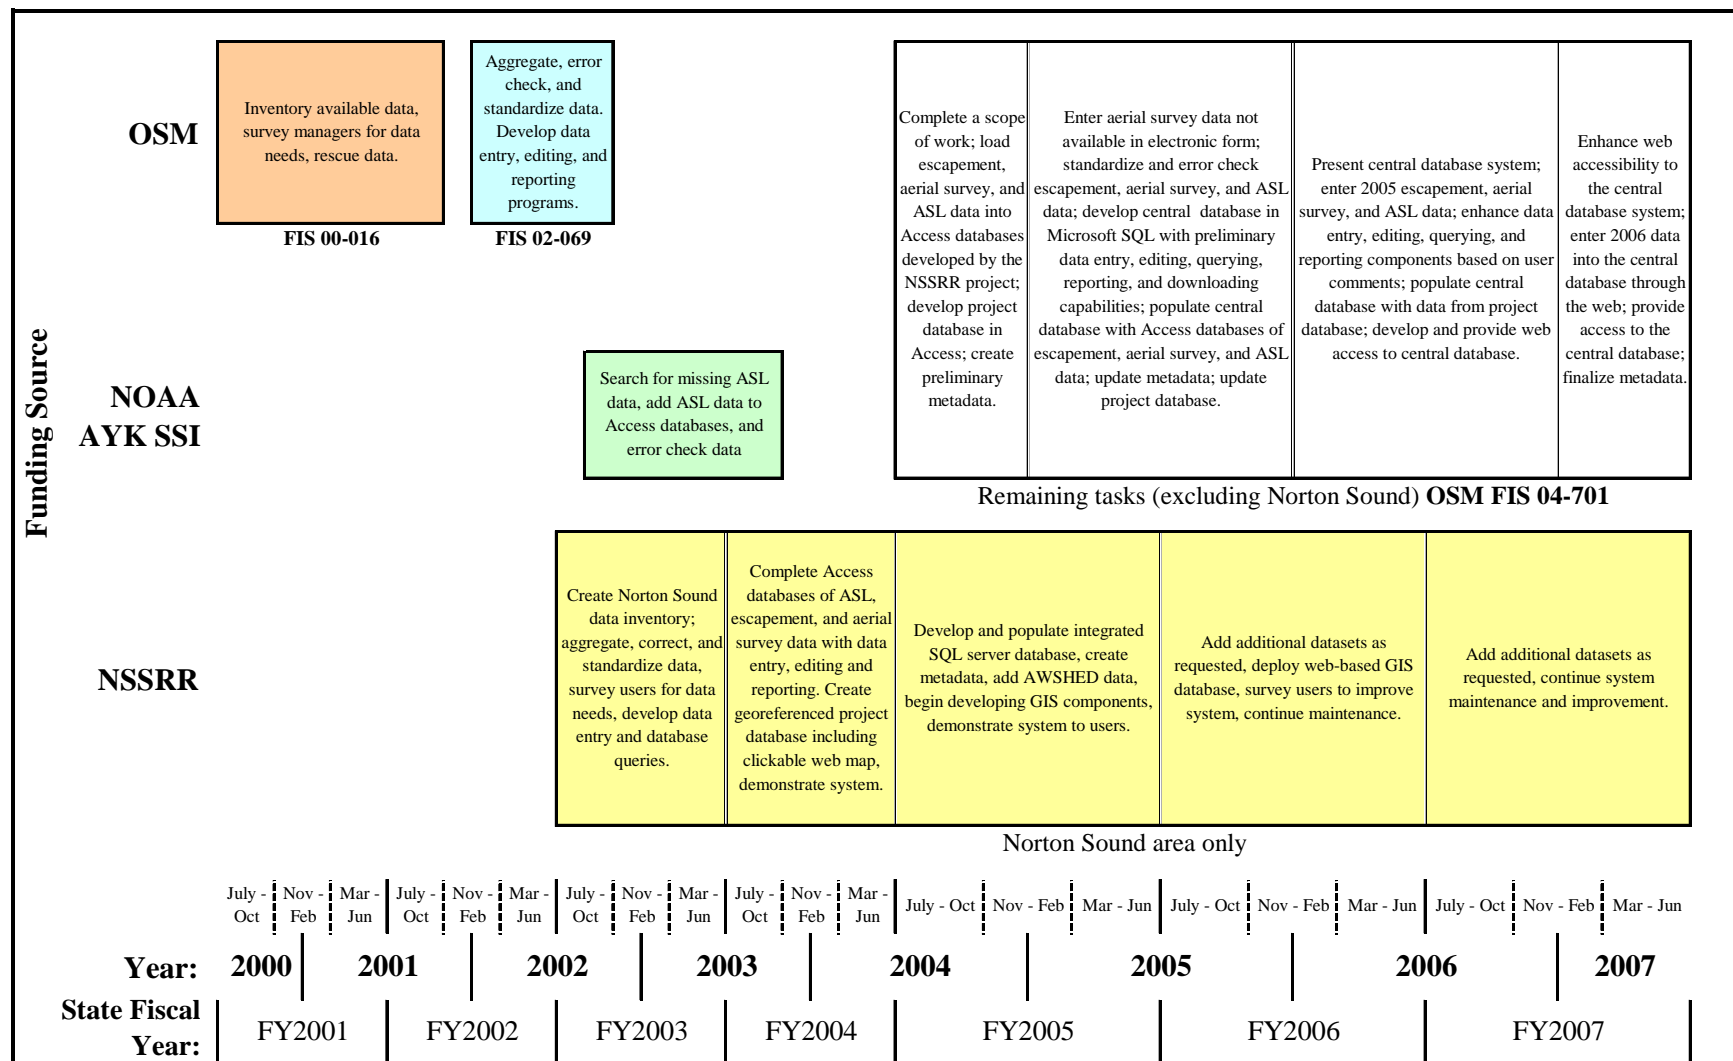 Funding Source
OSM
Inventory available data,
survey managers for data
needs, rescue data.
FIS 00-016
Aggregate, error
check, and
standardize data.
Develop data
entry, editing, and
reporting
programs.
FIS 02-069
NOAA
AYK SSI
Search for missing ASL
data, add ASL data to
Access databases, and
error check data
Complete a scope
of work; load
escapement,
aerial survey, and
ASL data into
Access databases
developed by the
NSSRR project;
develop project
database in
Access; create
preliminary
metadata.
Enter aerial survey data not
available in electronic form;
standardize and error check
escapement, aerial survey, and ASL
data; develop central database in
Microsoft SQL with preliminary
data entry, editing, querying,
reporting, and downloading
capabilities; populate central
database with Access databases of
escapement, aerial survey, and ASL
data; update metadata; update
project database.
Present central database system;
enter 2005 escapement, aerial
survey, and ASL data; enhance data
entry, editing, querying, and
reporting components based on user
comments; populate central
database with data from project
database; develop and provide web
access to central database.
Enhance web
accessibility to
the central
database system;
enter 2006 data
into the central
database through
the web; provide
access to the
central database;
finalize metadata.
Remaining tasks (excluding Norton Sound) OSM FIS 04-701
NSSRR
Create Norton Sound
data inventory;
aggregate, correct, and
standardize data,
survey users for data
needs, develop data
entry and database
queries.
Complete Access
databases of ASL,
escapement, and aerial
survey data with data
entry, editing and
reporting. Create
georeferenced project
database including
clickable web map,
demonstrate system.
Develop and populate integrated
SQL server database, create
metadata, add AWSHED data,
begin developing GIS components,
demonstrate system to users.
Add additional datasets as
requested, deploy web-based GIS
database, survey users to improve
system, continue maintenance.
Add additional datasets as
requested, continue system
maintenance and improvement.
Norton Sound area only
July - Nov - Mar - July - Nov - Mar - July - Nov - Mar - July - Nov - Mar -
Oct Feb Jun Oct Feb Jun Oct Feb Jun Oct Feb Jun
July - Oct Nov - Feb Mar - Jun July - Oct Nov - Feb Mar - Jun July - Oct Nov - Feb Mar - Jun
Year: 2000 2001 2002 2003 2004 2005 2006 2007
State Fiscal
Year: FY2001 FY2002 FY2003 FY2004 FY2005 FY2006 FY2007